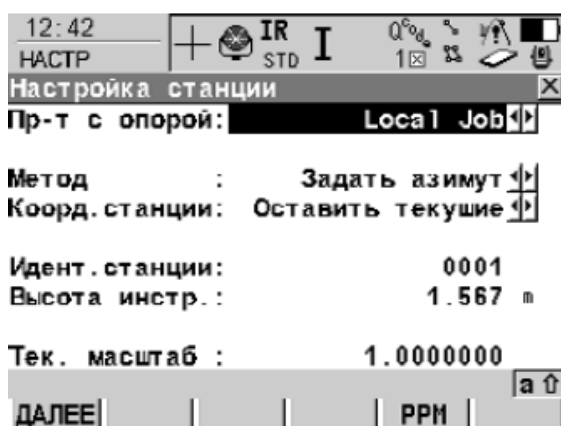 12:42
НАСТР
IR
STD
I
1
Настройка станции
Пр-т с опорой: Local Job
Метод : Задать азимут
Коорд.станции: Оставить текушие
Идент.станции: 0001
Высота инстр.: 1.567 m
Тек. масштаб : 1.0000000
a
ДАЛЕЕ PPM